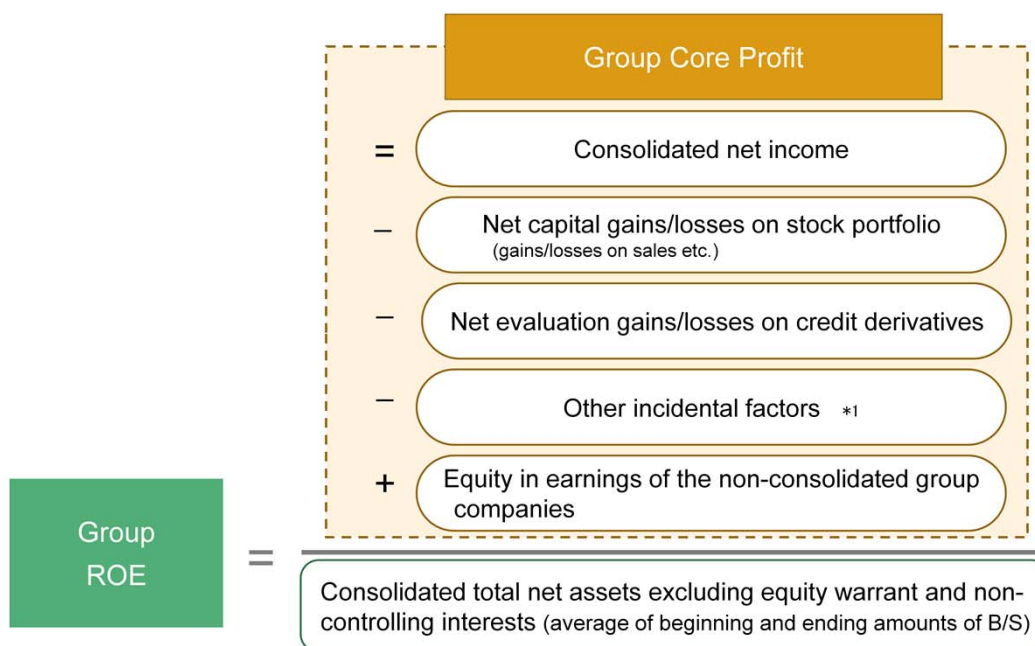 Group Core Profit
= Consolidated net income
− Net capital gains/losses on stock portfolio
(gains/losses on sales etc.)
− Net evaluation gains/losses on credit derivatives
− Other incidental factors *1
+ Equity in earnings of the non-consolidated group
companies
Group
ROE
=
Consolidated total net assets excluding equity warrant and non-
controlling interests (average of beginning and ending amounts of B/S)